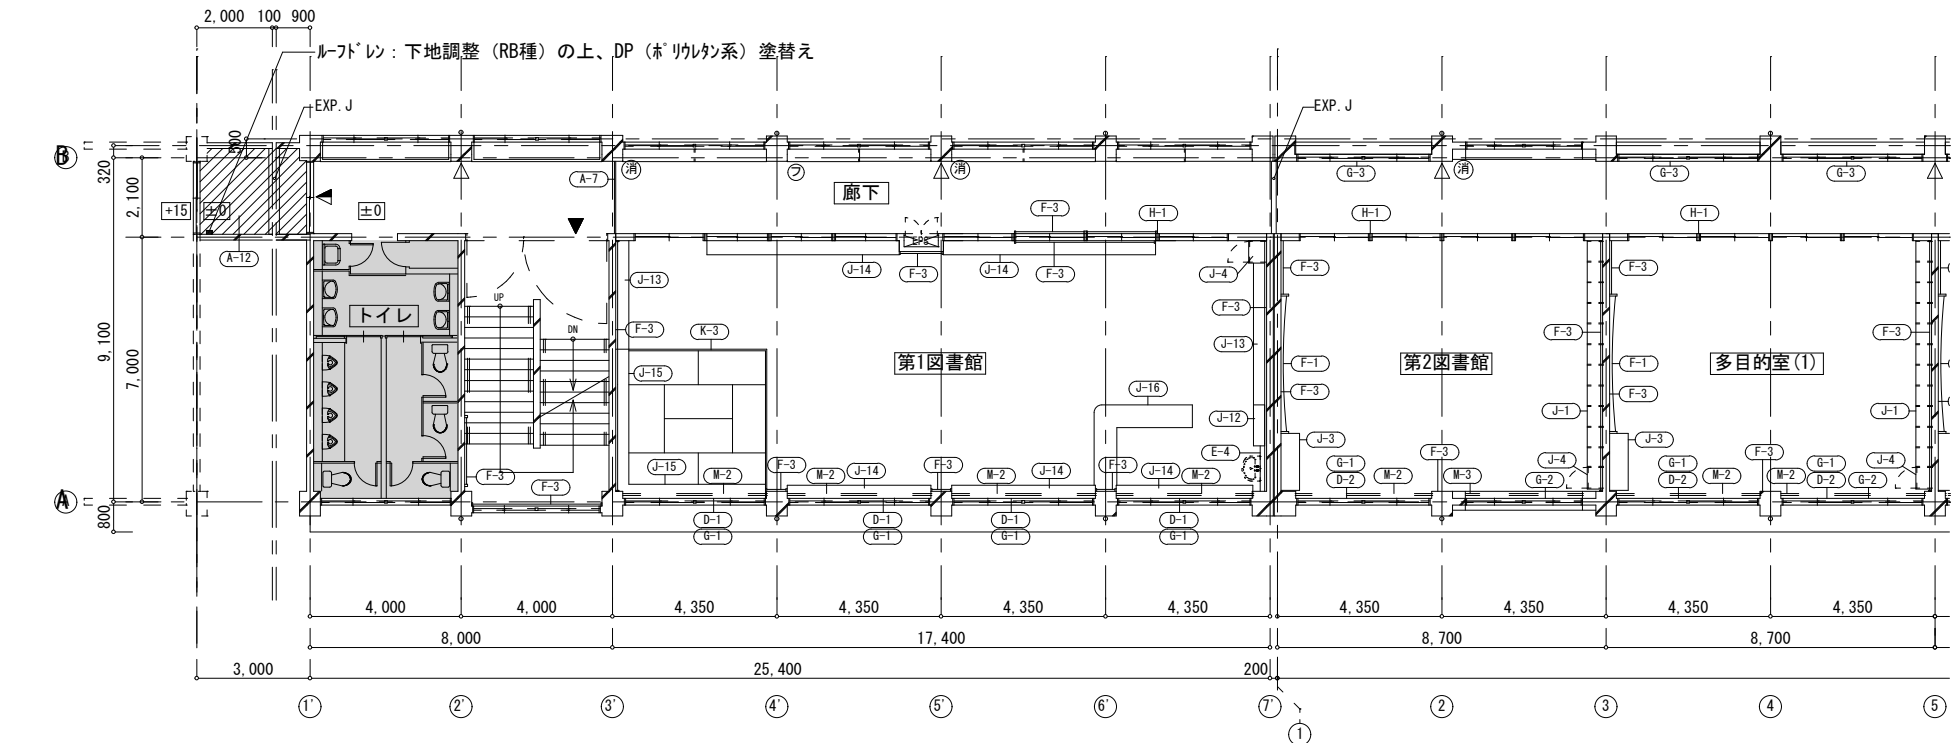 2,000 100 900
ﾙｰﾌﾄﾞﾚﾝ：下地調整（RB種）の上、DP（ﾎﾟﾘｳﾚﾀﾝ系）塗替え
EXP.J
EXP.J
B
320
2,100
9,100
7,000
800
A
+15
±0
±0
A-12
A-7
消
フ
消
消
廊下
G-3
G-3
G-3
F-3
H-1
H-1
H-1
EPS
J-14
F-3
J-14
F-3
J-4
J-13
F-3
F-3
UP
DN
トイレ
F-3
K-3
F-3
J-13
F-3
F-3
第1図書館
第2図書館
多目的室(1)
J-15
F-1
F-3
F-1
F-3
J-16
J-12
J-1
J-1
E-4
J-3
J-3
J-15
M-2
F-3
M-2
J-14
F-3
M-2
J-14
F-3
J-14
M-2
F-3
F-3
G-1
D-2
M-2
F-3
M-3
J-4
G-2
G-1
D-2
M-2
F-3
M-2
G-1
D-2
G-2
J-4
D-1
G-1
D-1
G-1
D-1
G-1
D-1
G-1
4,000 4,000 4,350 4,350 4,350 4,350 4,350 4,350 4,350 4,350
8,000 17,400 8,700 8,700
3,000 25,400 200
1' 2' 3' 4' 5' 6' 7' 2 3 4 5
1